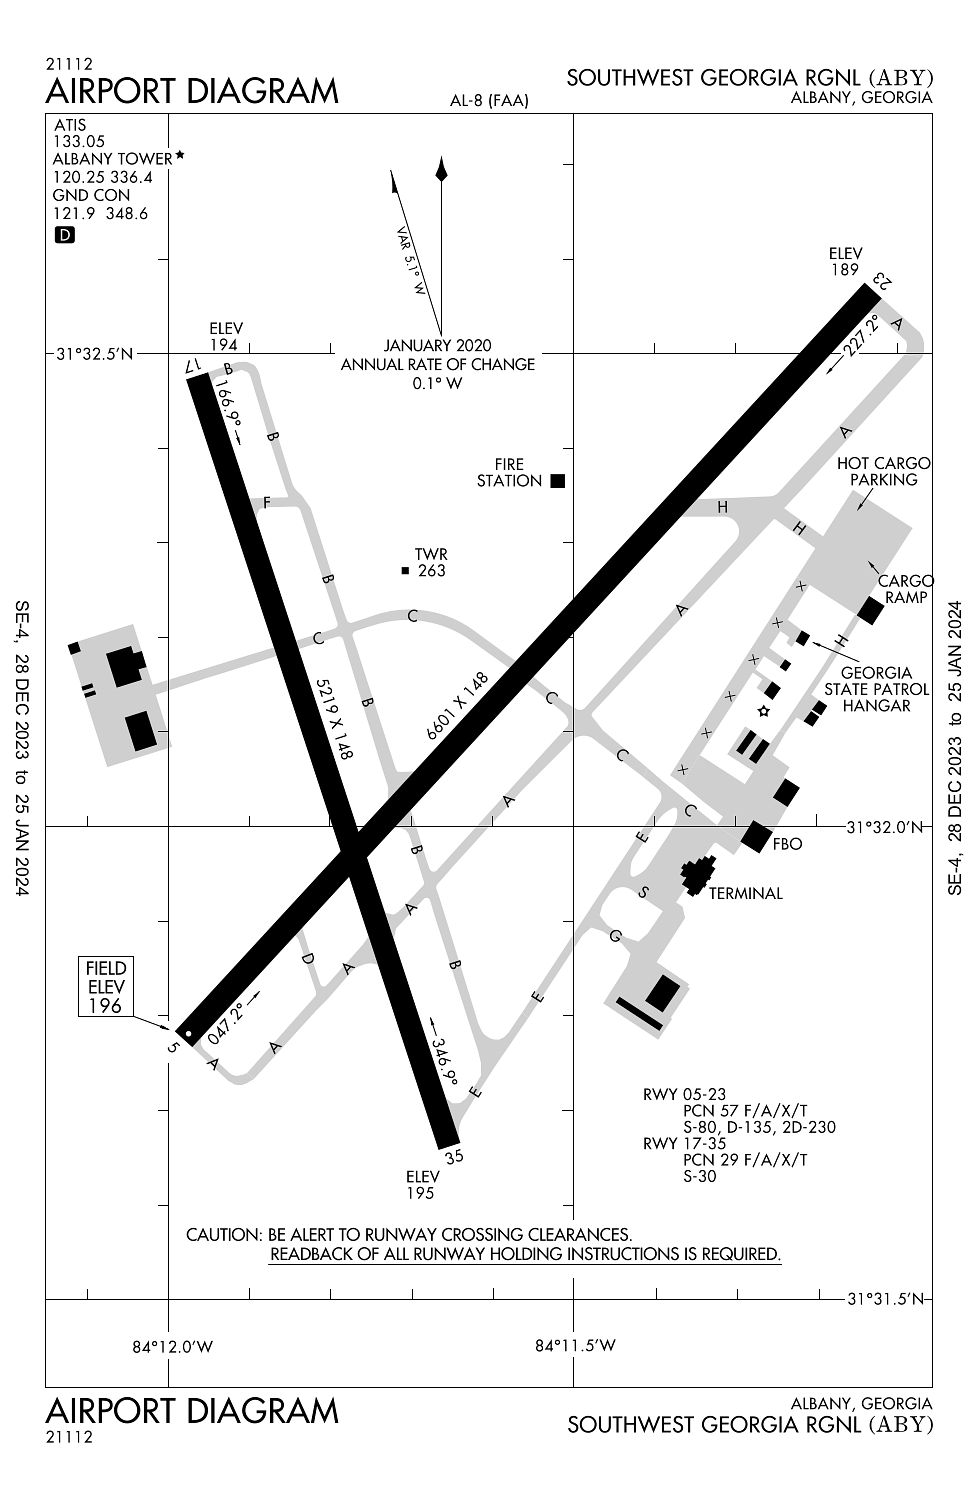 21112
AIRPORT DIAGRAM
AL-8 (FAA)
SOUTHWEST GEORGIA RGNL (ABY)
ALBANY, GEORGIA
ATIS
133.05
ALBANY TOWER★
120.25 336.4
GND CON
121.9 348.6
D
VAR 5.1° W
JANUARY 2020
ANNUAL RATE OF CHANGE
0.1° W
ELEV
189
23
A
227.2°
31°32.5'N
ELEV
194
17
B
166.9°
B
A
HOT CARGO
PARKING
FIRE
STATION
F
H
H
TWR
263
B
CARGO
RAMP
X
A
C
C
X
H
X
GEORGIA
STATE PATROL
HANGAR
X
B
C
5219 X 148
6601 X 148
X
C
X
A
C
31°32.0'N
E
B
FBO
TERMINAL
S
A
G
D
A
B
FIELD
ELEV
196
E
047.2°
5
A
A
346.9°
E
35
ELEV
195
RWY 05-23
PCN 57 F/A/X/T
S-80, D-135, 2D-230
RWY 17-35
PCN 29 F/A/X/T
S-30
CAUTION: BE ALERT TO RUNWAY CROSSING CLEARANCES.
READBACK OF ALL RUNWAY HOLDING INSTRUCTIONS IS REQUIRED.
31°31.5'N
84°12.0'W
84°11.5'W
SE-4, 28 DEC 2023 to 25 JAN 2024
SE-4, 28 DEC 2023 to 25 JAN 2024
AIRPORT DIAGRAM
21112
ALBANY, GEORGIA
SOUTHWEST GEORGIA RGNL (ABY)